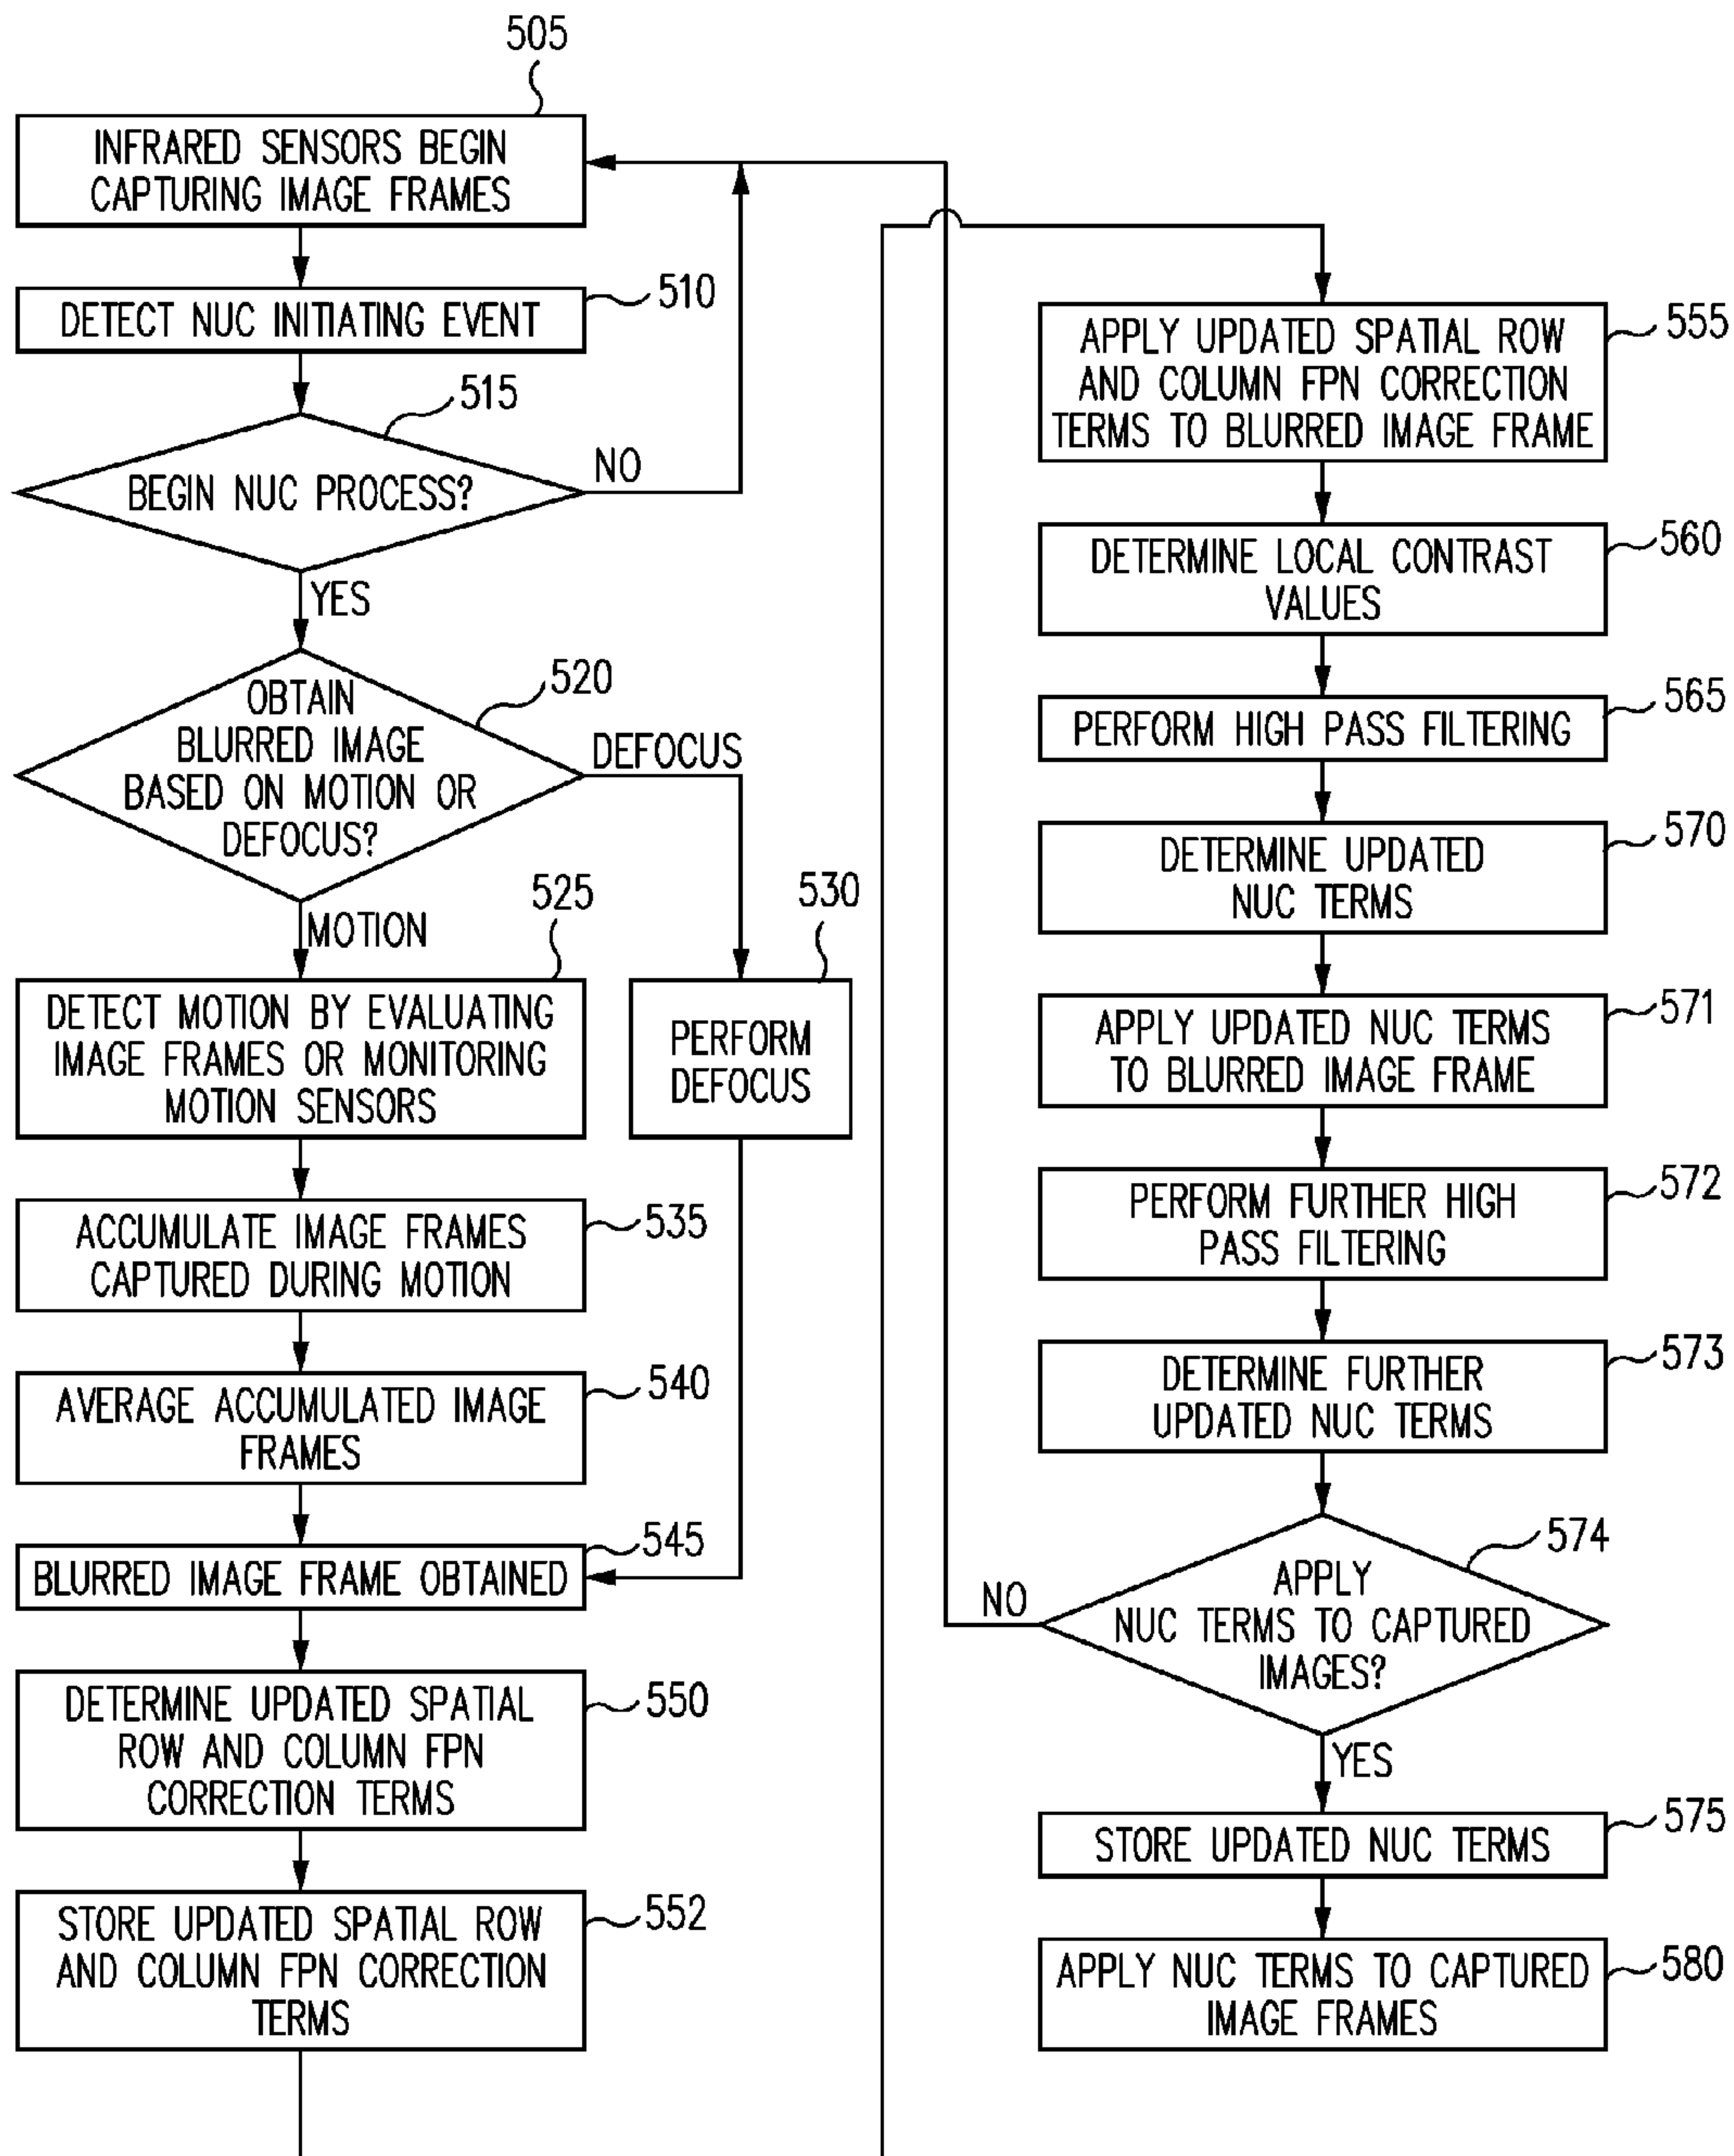 505
INFRARED SENSORS BEGIN
CAPTURING IMAGE FRAMES
DETECT NUC INITIATING EVENT
510
515
BEGIN NUC PROCESS?
NO
YES
520
OBTAIN
BLURRED IMAGE
BASED ON MOTION OR
DEFOCUS?
DEFOCUS
MOTION
525
DETECT MOTION BY EVALUATING
IMAGE FRAMES OR MONITORING
MOTION SENSORS
530
PERFORM
DEFOCUS
ACCUMULATE IMAGE FRAMES
CAPTURED DURING MOTION
535
AVERAGE ACCUMULATED IMAGE
FRAMES
540
BLURRED IMAGE FRAME OBTAINED
545
DETERMINE UPDATED SPATIAL
ROW AND COLUMN FPN
CORRECTION TERMS
550
STORE UPDATED SPATIAL ROW
AND COLUMN FPN CORRECTION
TERMS
552
APPLY UPDATED SPATIAL ROW
AND COLUMN FPN CORRECTION
TERMS TO BLURRED IMAGE FRAME
555
DETERMINE LOCAL CONTRAST
VALUES
560
PERFORM HIGH PASS FILTERING
565
DETERMINE UPDATED
NUC TERMS
570
APPLY UPDATED NUC TERMS
TO BLURRED IMAGE FRAME
571
PERFORM FURTHER HIGH
PASS FILTERING
572
DETERMINE FURTHER
UPDATED NUC TERMS
573
574
APPLY
NUC TERMS TO CAPTURED
IMAGES?
NO
YES
STORE UPDATED NUC TERMS
575
APPLY NUC TERMS TO CAPTURED
IMAGE FRAMES
580